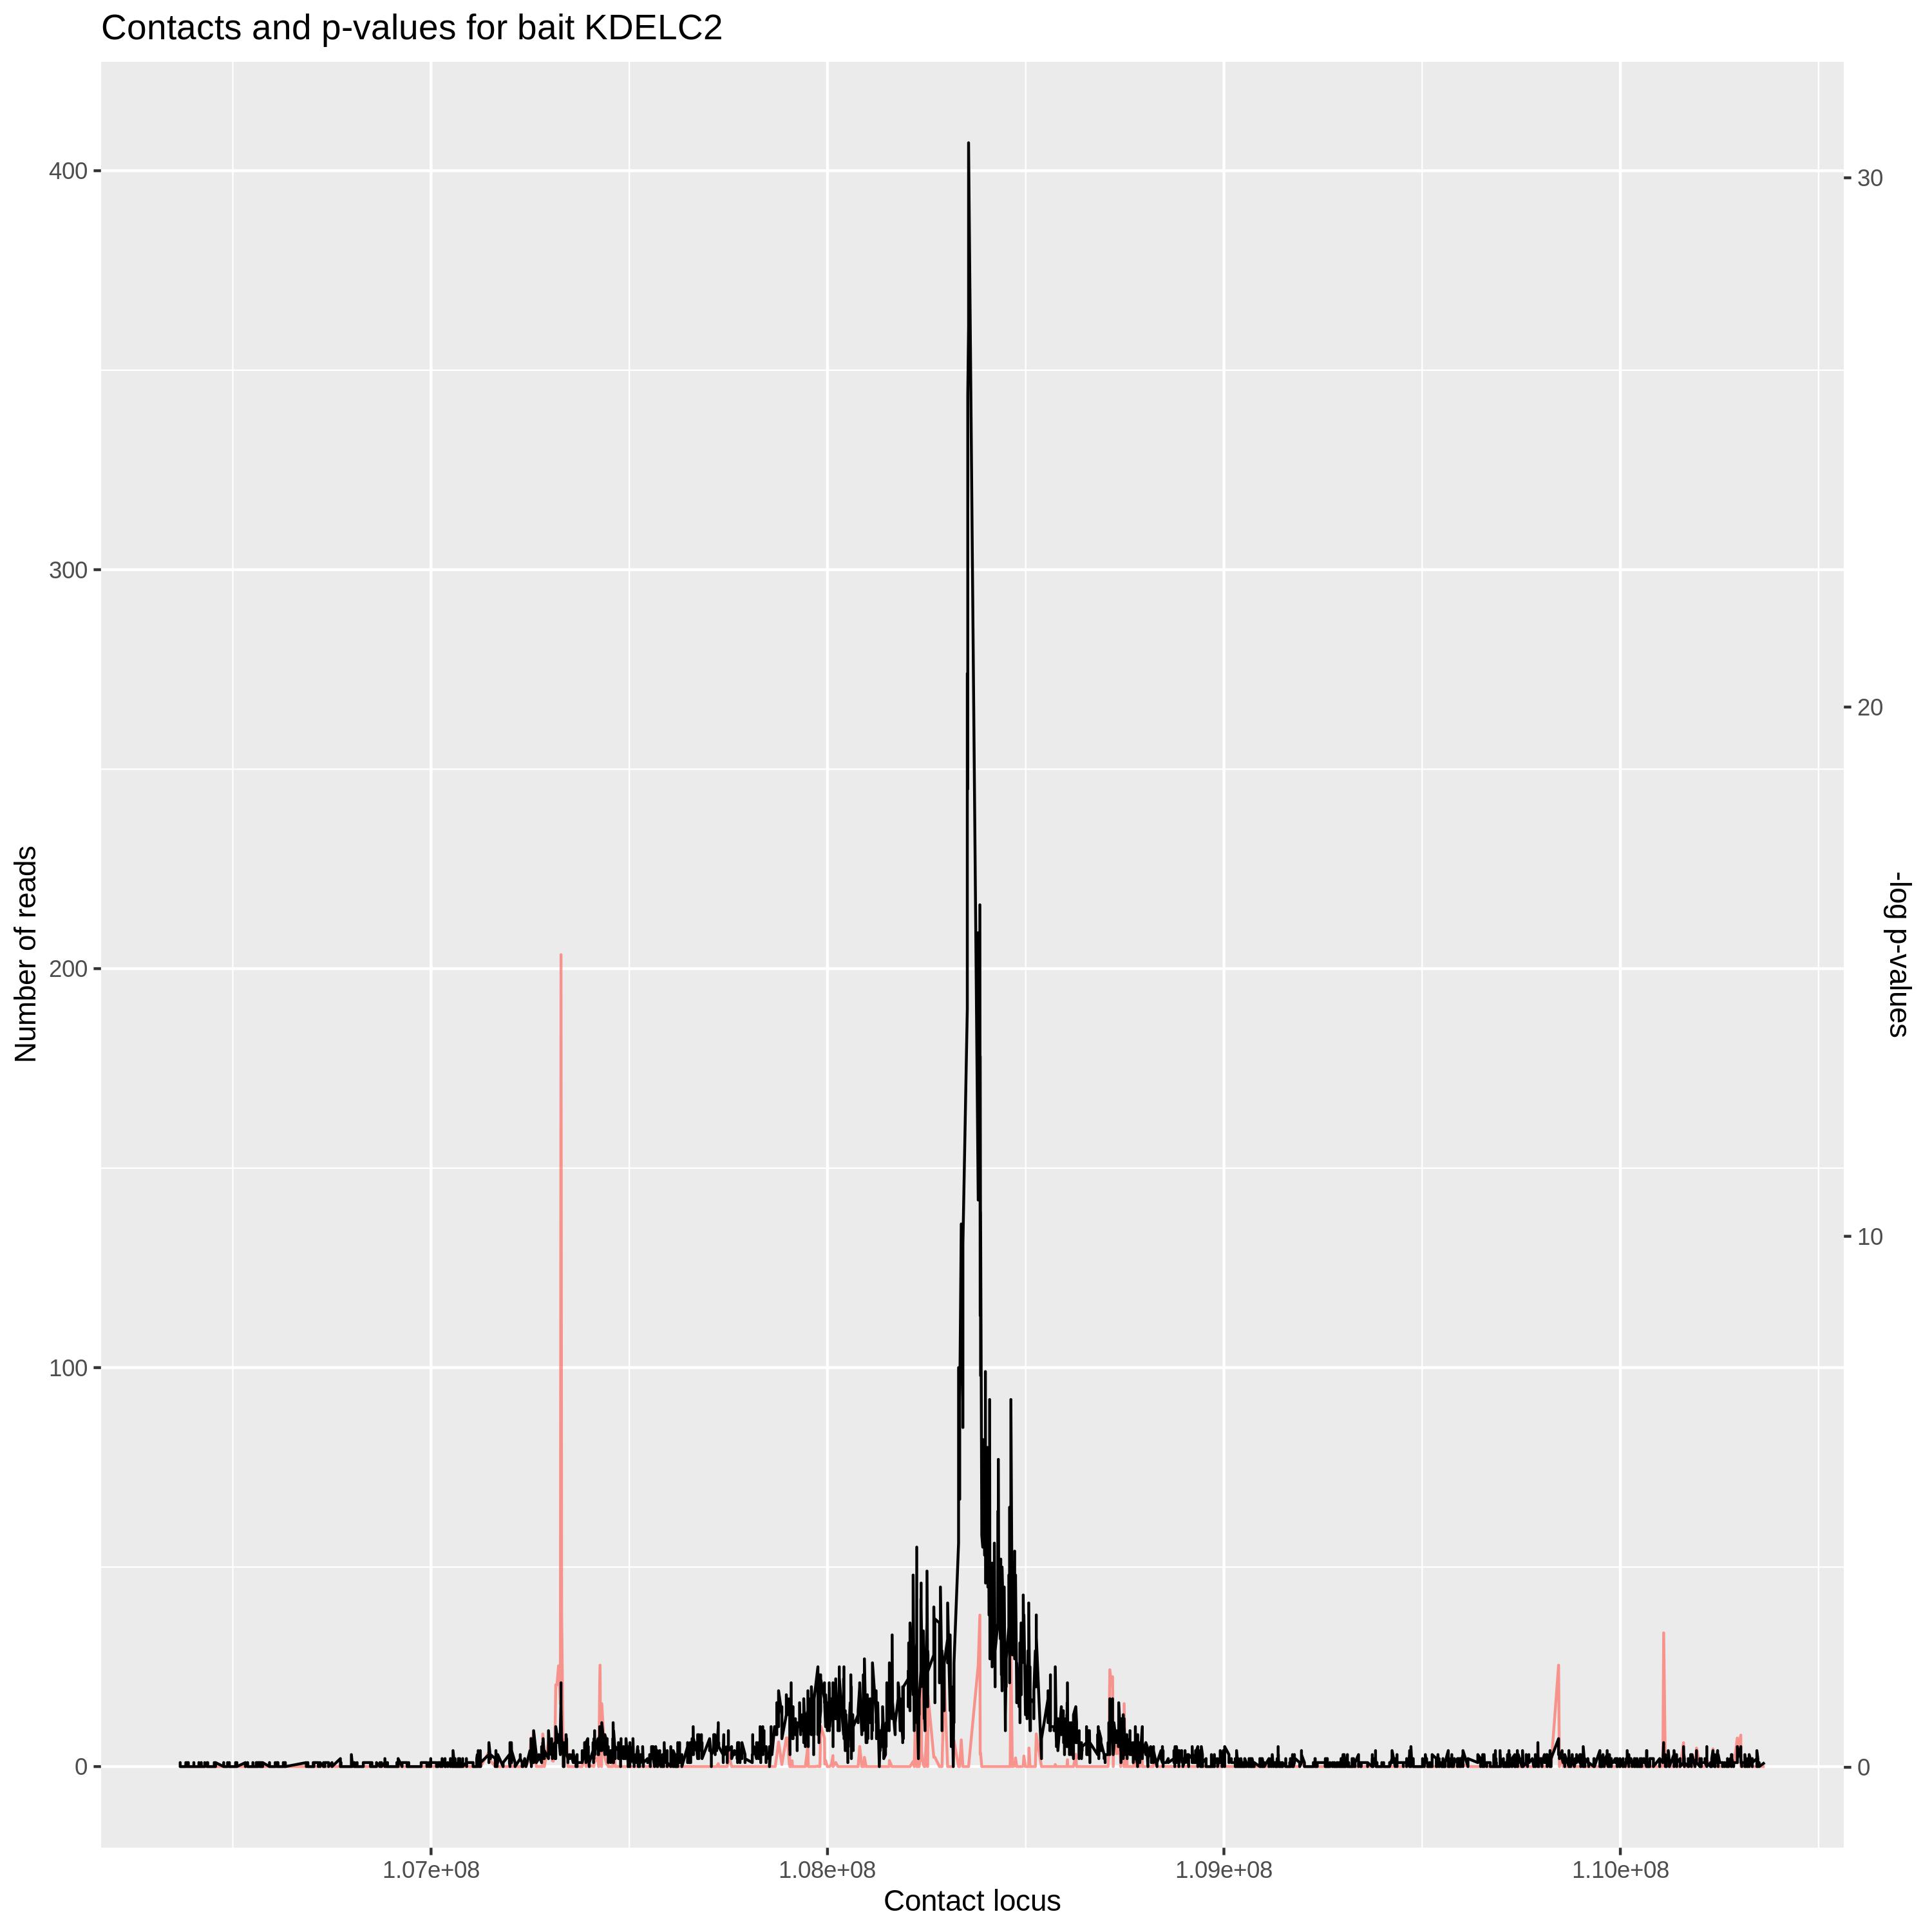 Contacts and p-values for bait KDELC2
400
300
200
100
0
Number of reads
30
20
10
0
-log p-values
1.07e+08
1.08e+08
1.09e+08
1.10e+08
Contact locus